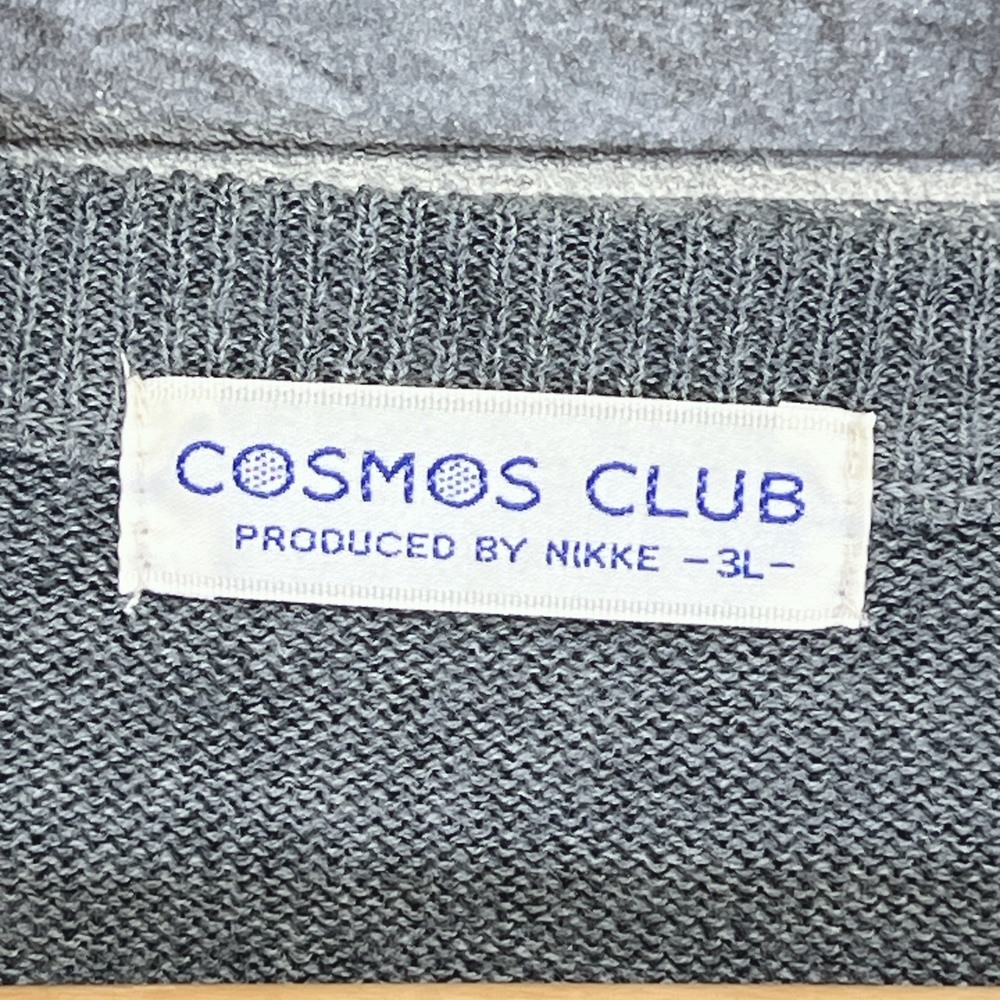 COSMOS CLUB
PRODUCED BY NIKKE -3L-